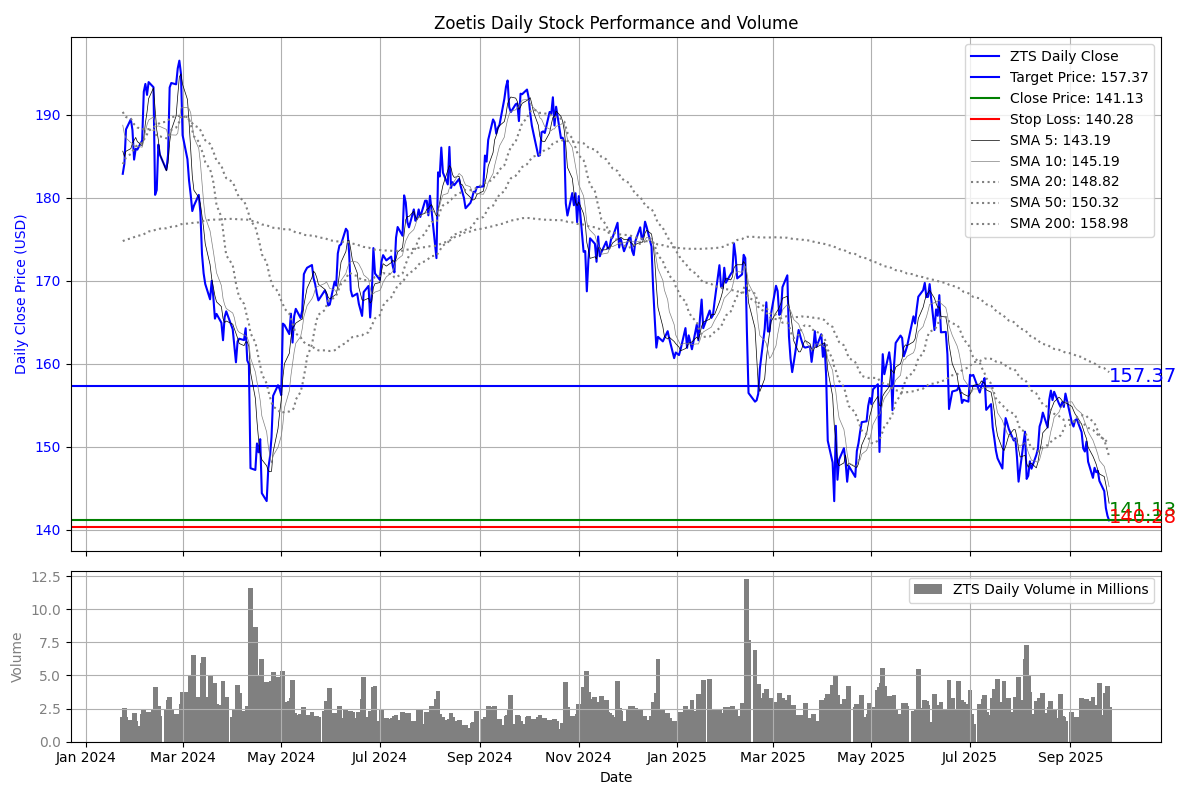 Zoetis Daily Stock Performance and Volume
Daily Close Price (USD)
190
180
170
160
150
140
ZTS Daily Close
Target Price: 157.37
Close Price: 141.13
Stop Loss: 140.28
SMA 5: 143.19
SMA 10: 145.19
SMA 20: 148.82
SMA 50: 150.32
SMA 200: 158.98
157.37
141.13
140.28
Volume
12.5
10.0
7.5
5.0
2.5
0.0
ZTS Daily Volume in Millions
Jan 2024 Mar 2024 May 2024 Jul 2024 Sep 2024 Nov 2024 Jan 2025 Mar 2025 May 2025 Jul 2025 Sep 2025
Date